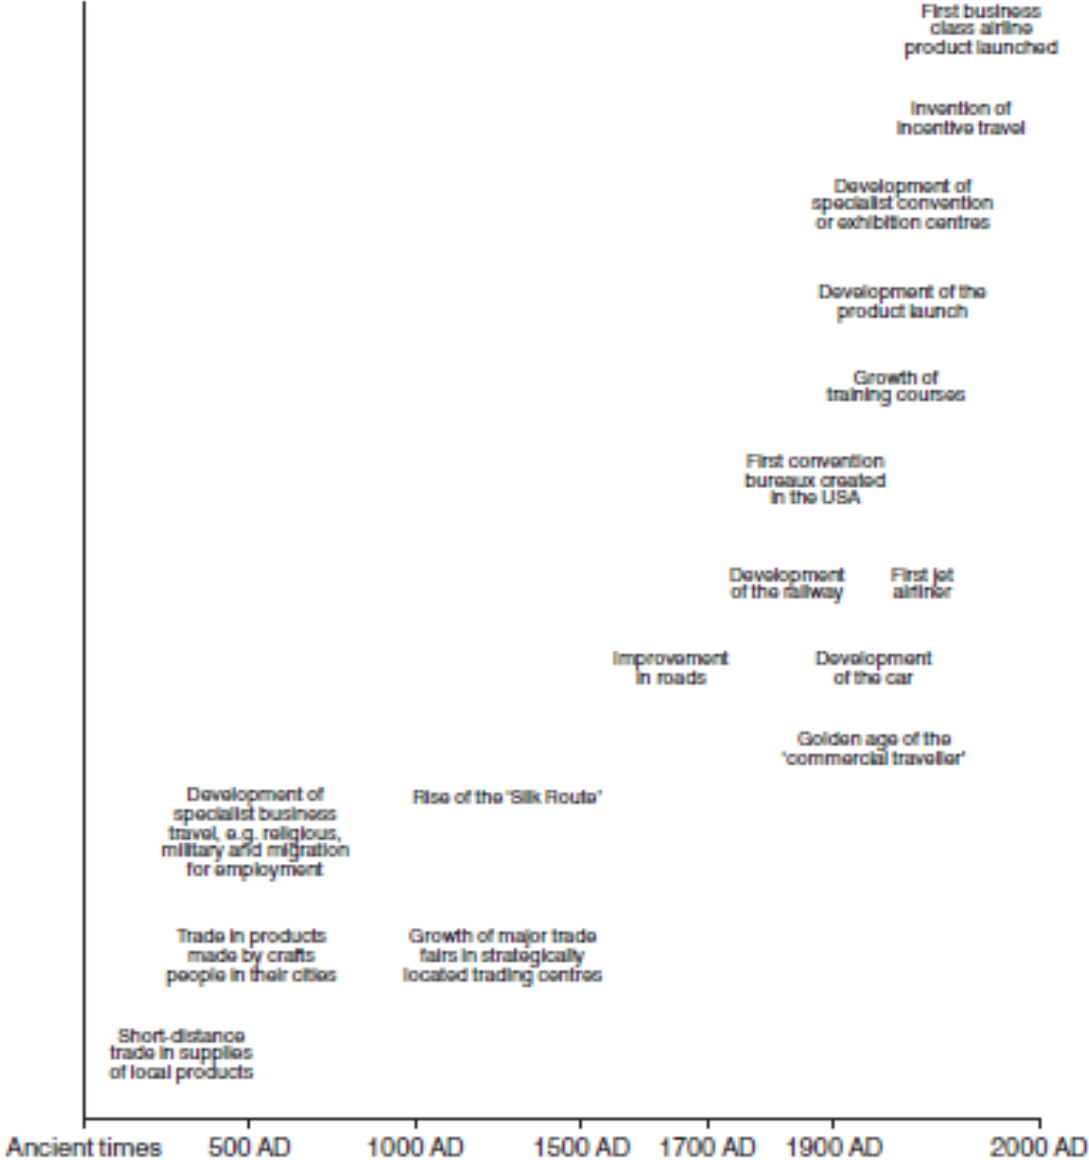 First business
class airline
product launched
Invention of
incentive travel
Development of
specialist convention
or exhibition centres
Development of the
product launch
Growth of
training courses
First convention
bureaux created
in the USA
Development
of the railway
First jet
airliner
Improvement
in roads
Development
of the car
Golden age of the
'commercial traveller'
Development of
specialist business
travel, e.g. religious,
military and migration
for employment
Rise of the 'Silk Route'
Trade in products
made by crafts
people in their cities
Growth of major trade
fairs in strategically
located trading centres
Short-distance
trade in supplies
of local products
Ancient times 500 AD 1000 AD 1500 AD 1700 AD 1900 AD 2000 AD